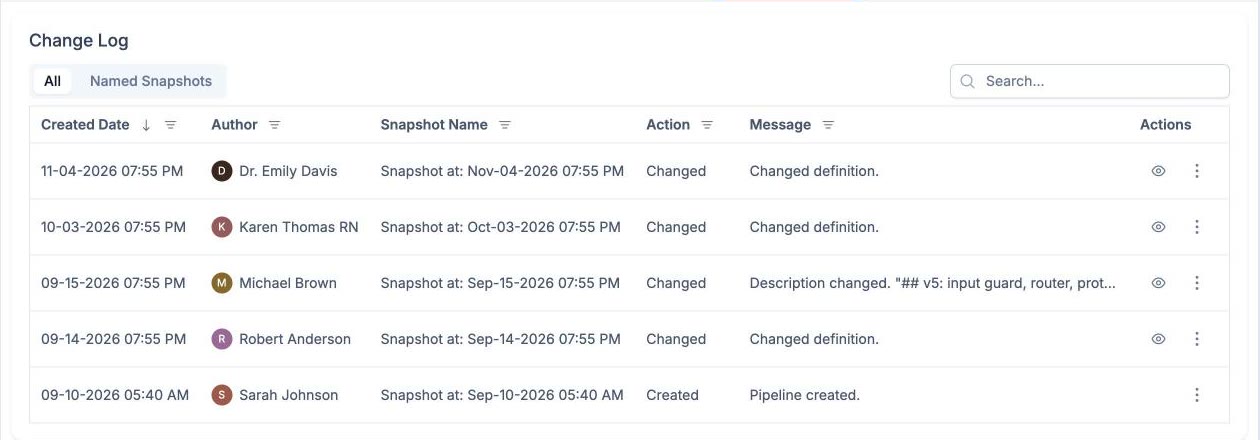 Change Log
All Named Snapshots Search...
Created Date Author Snapshot Name Action Message Actions
11-04-2026 07:55 PM D Dr. Emily Davis Snapshot at: Nov-04-2026 07:55 PM Changed Changed definition.
10-03-2026 07:55 PM K Karen Thomas RN Snapshot at: Oct-03-2026 07:55 PM Changed Changed definition.
09-15-2026 07:55 PM M Michael Brown Snapshot at: Sep-15-2026 07:55 PM Changed Description changed. "## v5: input guard, router, prot...
09-14-2026 07:55 PM R Robert Anderson Snapshot at: Sep-14-2026 07:55 PM Changed Changed definition.
09-10-2026 05:40 AM S Sarah Johnson Snapshot at: Sep-10-2026 05:40 AM Created Pipeline created.